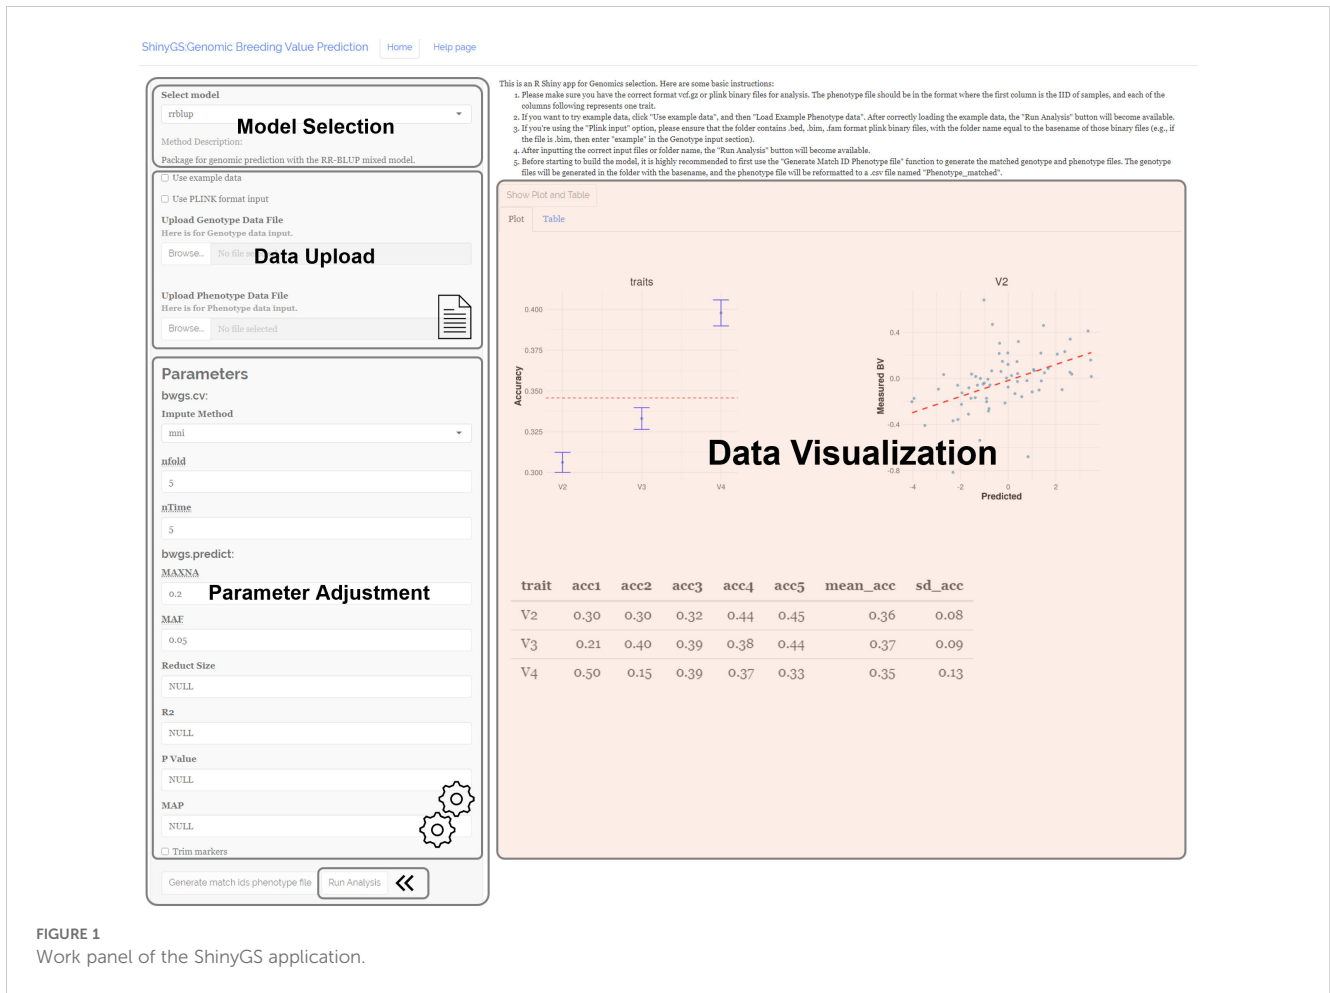 ShinyGS:Genomic Breeding Value Prediction Home Help page
Select model
rrblup
Model Selection
Method Description:
Package for genomic prediction with the RR-BLUP mixed model.
Use example data
Use PLINK format input
Upload Genotype Data File
Here is for Genotype data input.
Browse... No file
Data Upload
Upload Phenotype Data File
Here is for Phenotype data input.
Browse... No file selected
Parameters
bwgs.cv:
Impute Method
mni
nfold
5
nTime
5
bwgs.predict:
MAXNA
0.2
Parameter Adjustment
MAF
0.05
Reduct Size
NULL
R2
NULL
P Value
NULL
MAP
NULL
Trim markers
Generate match ids phenotype file Run Analysis
This is an R Shiny app for Genomics selection. Here are some basic instructions:
1. Please make sure you have the correct format vcf.gz or plink binary files for analysis. The phenotype file should be in the format where the first column is the IID of samples, and each of the
columns following represents one trait.
2. If you want to try example data, click "Use example data", and then "Load Example Phenotype data". After correctly loading the example data, the "Run Analysis" button will become available.
3. If you're using the "Plink input" option, please ensure that the folder contains .bed, .bim, .fam format plink binary files, with the folder name equal to the basename of those binary files (e.g., if
the file is .bim, then enter "example" in the Genotype input section).
4. After inputting the correct input files or folder name, the "Run Analysis" button will become available.
5. Before starting to build the model, it is highly recommended to first use the "Generate Match ID Phenotype file" function to generate the matched genotype and phenotype files. The genotype
files will be generated in the folder with the basename, and the phenotype file will be reformatted to a .csv file named "Phenotype_matched".
Show Plot and Table
Plot Table
traits
Accuracy
0.400
0.375
0.350
0.325
0.300
V2 V3 V4
V2
Measured BV
0.4
0.0
-0.4
-0.8
-4 -2 0 2
Predicted
Data Visualization
trait acc1 acc2 acc3 acc4 acc5 mean_acc sd_acc
V2 0.30 0.30 0.32 0.44 0.45 0.36 0.08
V3 0.21 0.40 0.39 0.38 0.44 0.37 0.09
V4 0.50 0.15 0.39 0.37 0.33 0.35 0.13
FIGURE 1
Work panel of the ShinyGS application.